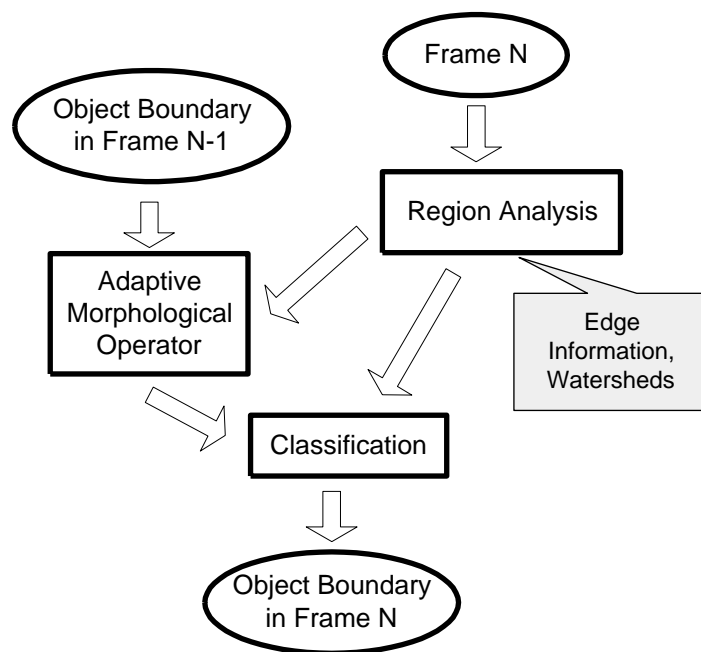 Frame N
Object Boundary
in Frame N-1
Region Analysis
Adaptive
Morphological
Operator
Edge
Information,
Watersheds
Classification
Object Boundary
in Frame N